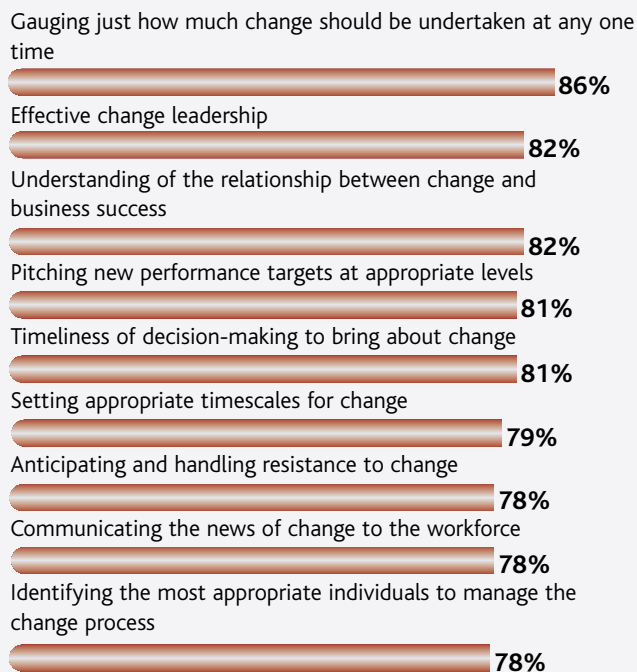 Gauging just how much change should be undertaken at any one
time
86%
Effective change leadership
82%
Understanding of the relationship between change and
business success
82%
Pitching new performance targets at appropriate levels
81%
Timeliness of decision-making to bring about change
81%
Setting appropriate timescales for change
79%
Anticipating and handling resistance to change
78%
Communicating the news of change to the workforce
78%
Identifying the most appropriate individuals to manage the
change process
78%